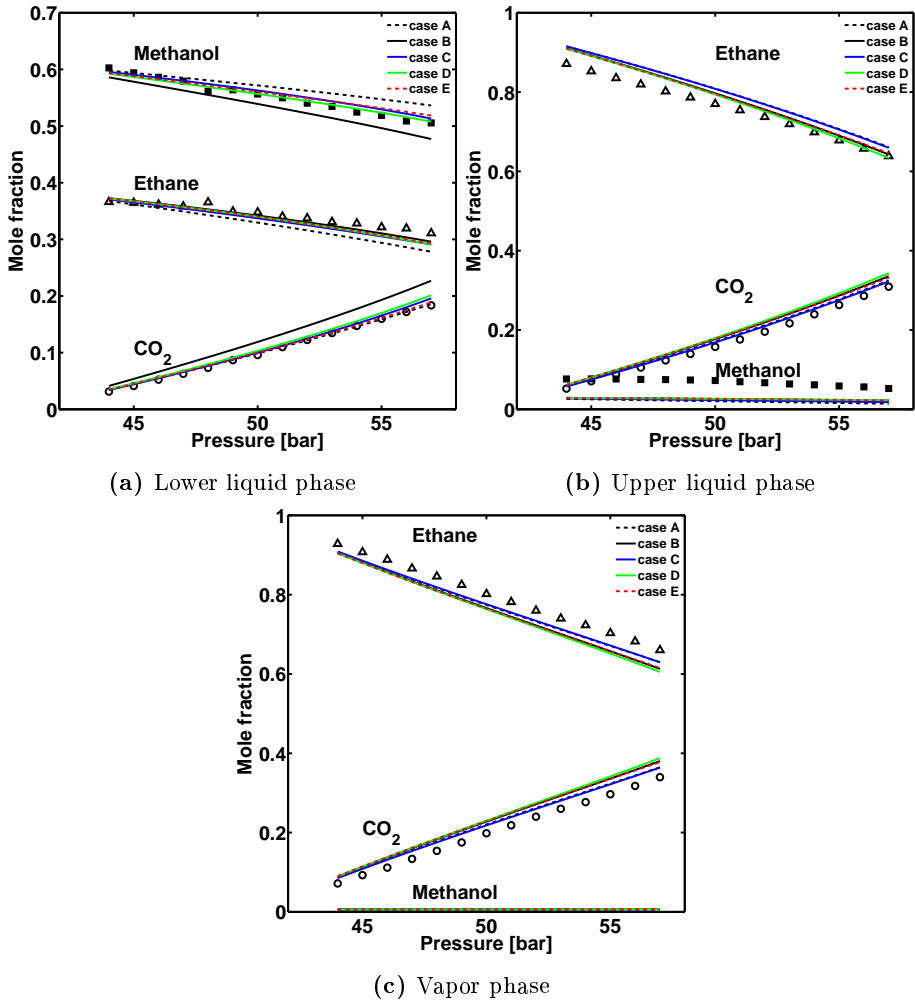 0.7
0.6
0.5
0.4
0.3
0.2
0.1
0
45
50
55
Mole fraction
Pressure [bar]
Methanol
Ethane
CO2
case A
case B
case C
case D
case E
(a) Lower liquid phase
1
0.8
0.6
0.4
0.2
0
45
50
55
Mole fraction
Pressure [bar]
Ethane
CO2
Methanol
case A
case B
case C
case D
case E
(b) Upper liquid phase
1
0.8
0.6
0.4
0.2
0
45
50
55
Mole fraction
Pressure [bar]
Ethane
CO2
Methanol
case A
case B
case C
case D
case E
(c) Vapor phase